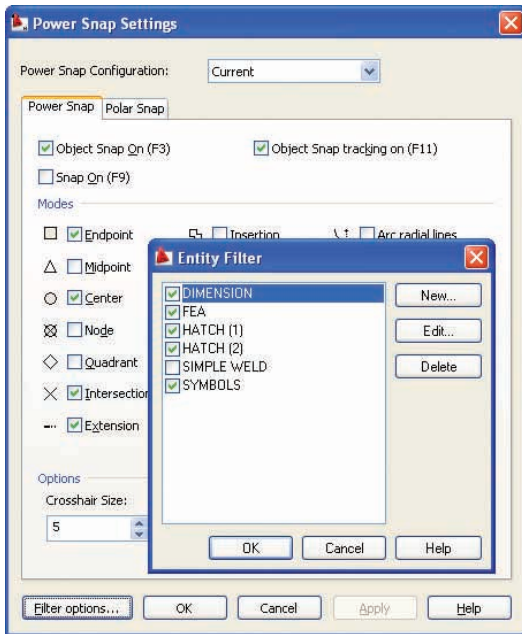 Power Snap Settings
Power Snap Configuration: Current
Power Snap Polar Snap
Object Snap On (F3) Object Snap tracking on (F11)
Snap On (F9)
Modes
Endpoint Insertion Arc radial lines
Midpoint
Center
Node
Quadrant
Intersection
Extension
Entity Filter
DIMENSION
FEA
HATCH (1)
HATCH (2)
SIMPLE WELD
SYMBOLS
New...
Edit...
Delete
OK Cancel Help
Options
Crosshair Size:
5
Filter options... OK Cancel Apply Help